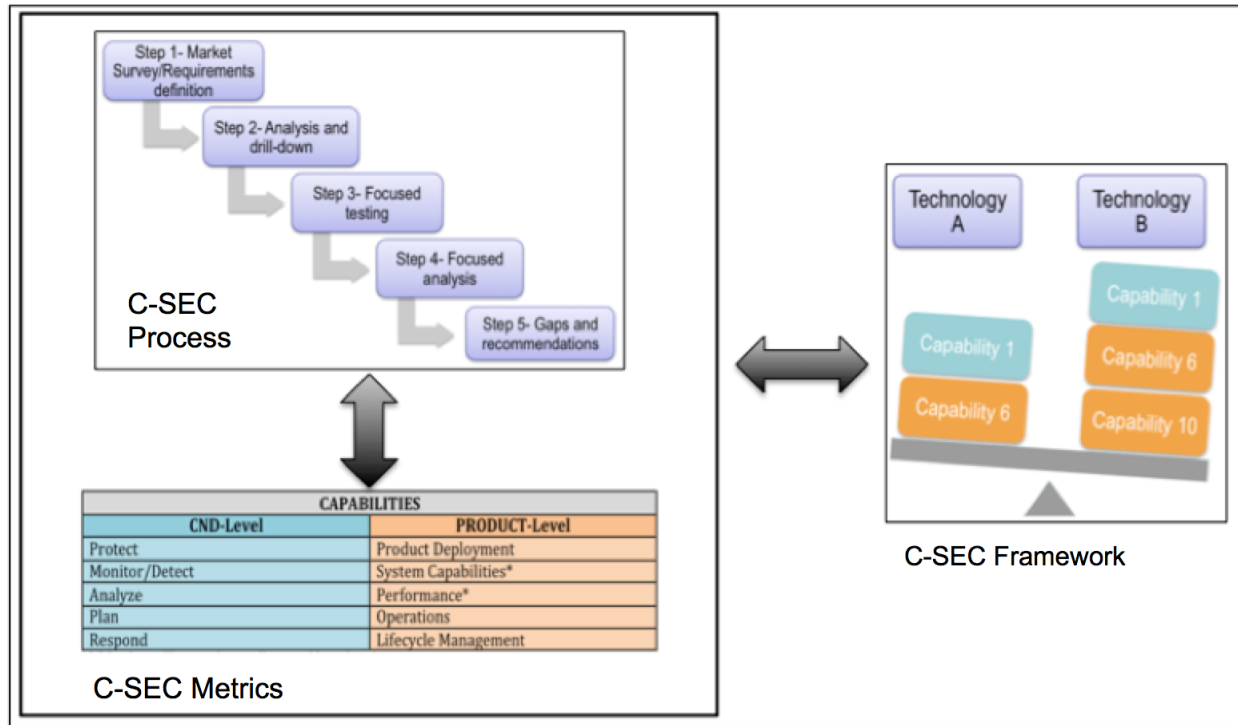 Step 1- Market
Survey/Requirements
definition
Step 2- Analysis and
drill-down
Step 3- Focused
testing
Step 4- Focused
analysis
Step 5- Gaps and
recommendations
C-SEC
Process
CAPABILITIES
CND-Level PRODUCT-Level
Protect Product Deployment
Monitor/Detect System Capabilities*
Analyze Performance*
Plan Operations
Respond Lifecycle Management
C-SEC Metrics
Technology
A
Technology
B
Capability 1
Capability 6
Capability 1
Capability 6
Capability 10
C-SEC Framework